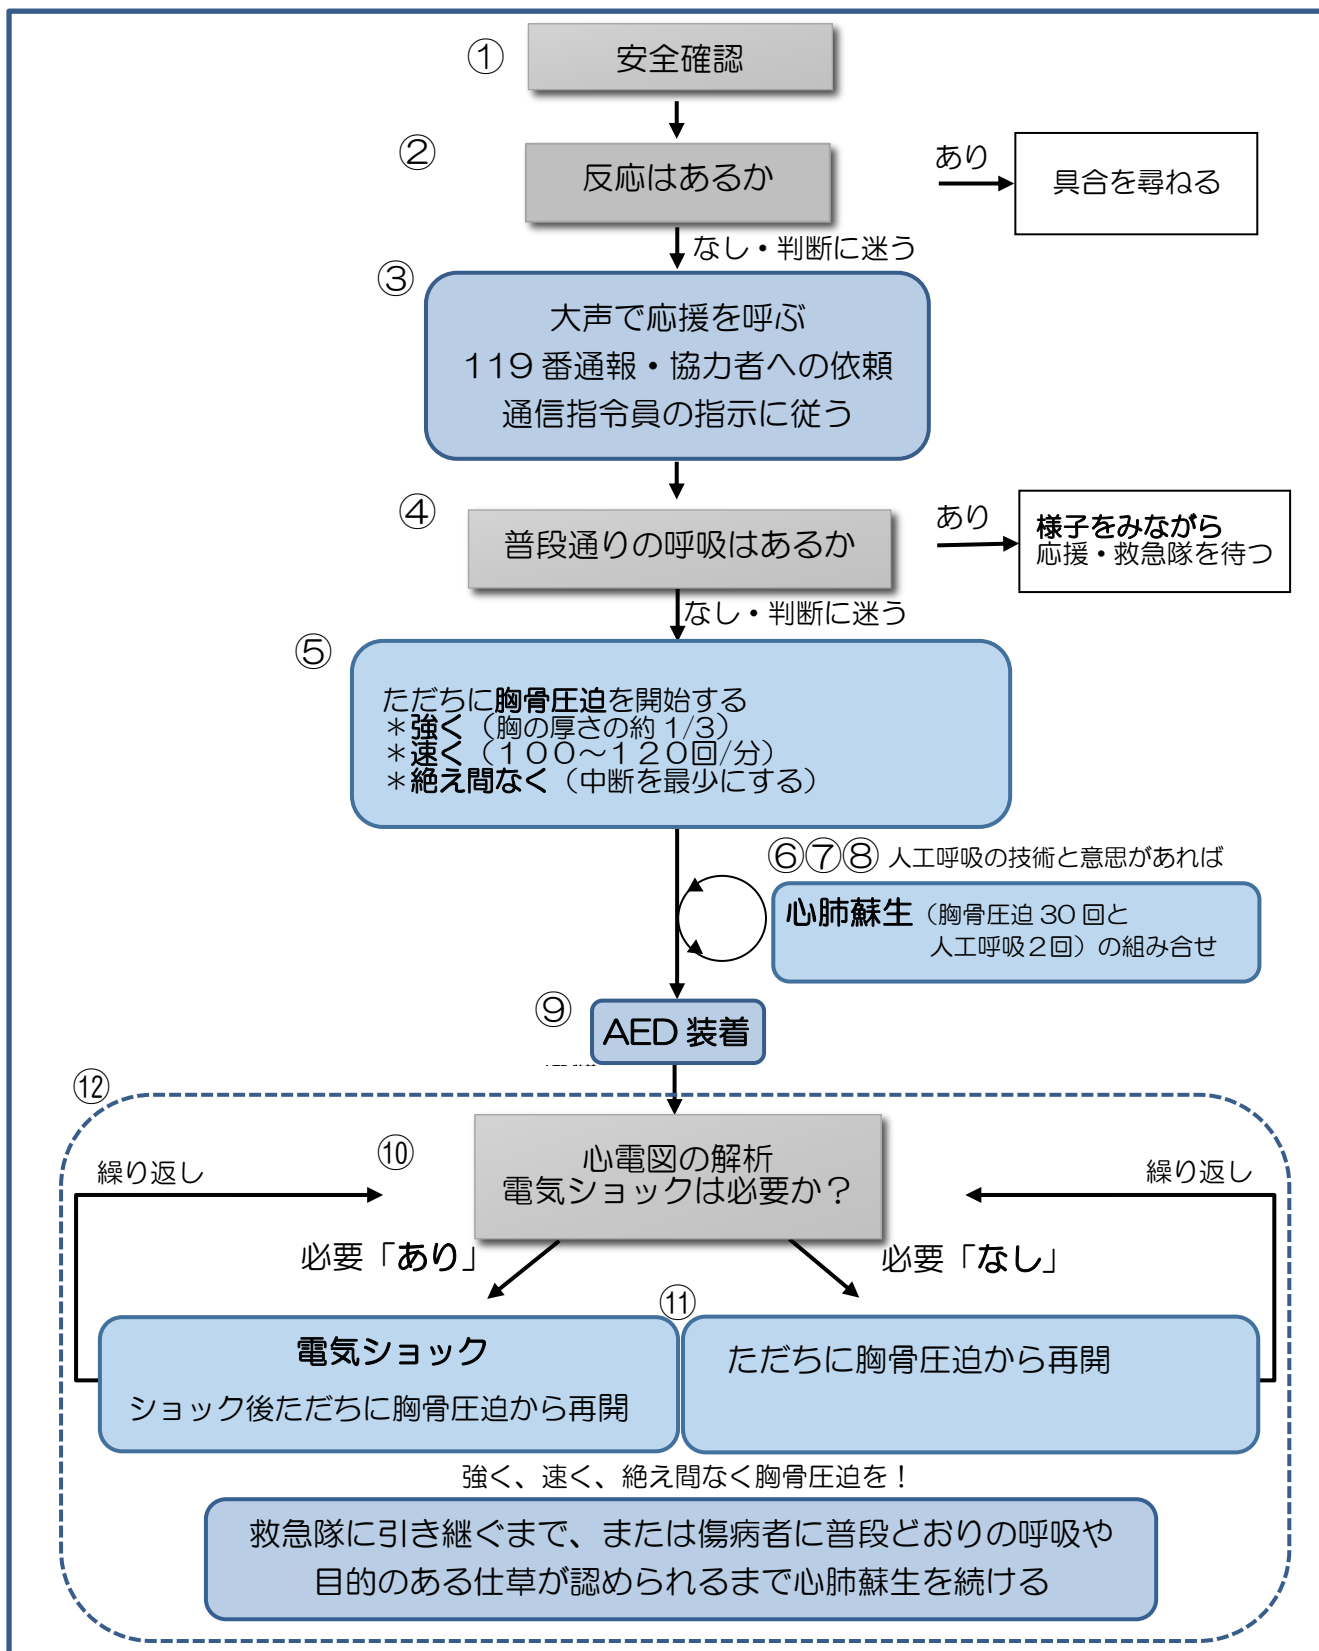 ① 安全確認
② 反応はあるか
あり
具合を尋ねる
なし・判断に迷う
③
大声で応援を呼ぶ
119番通報・協力者への依頼
通信指令員の指示に従う
④ 普段通りの呼吸はあるか
あり
様子をみながら
応援・救急隊を待つ
なし・判断に迷う
⑤
ただちに胸骨圧迫を開始する
＊強く（胸の厚さの約1/3）
＊速く（１００～１２０回/分）
＊絶え間なく（中断を最少にする）
⑥⑦⑧ 人工呼吸の技術と意思があれば
心肺蘇生（胸骨圧迫30回と
人工呼吸２回）の組み合せ
⑨ AED装着
⑫
⑩
心電図の解析
電気ショックは必要か？
繰り返し
繰り返し
必要「あり」
必要「なし」
⑪
電気ショック
ショック後ただちに胸骨圧迫から再開
ただちに胸骨圧迫から再開
強く、速く、絶え間なく胸骨圧迫を！
救急隊に引き継ぐまで、または傷病者に普段どおりの呼吸や
目的のある仕草が認められるまで心肺蘇生を続ける